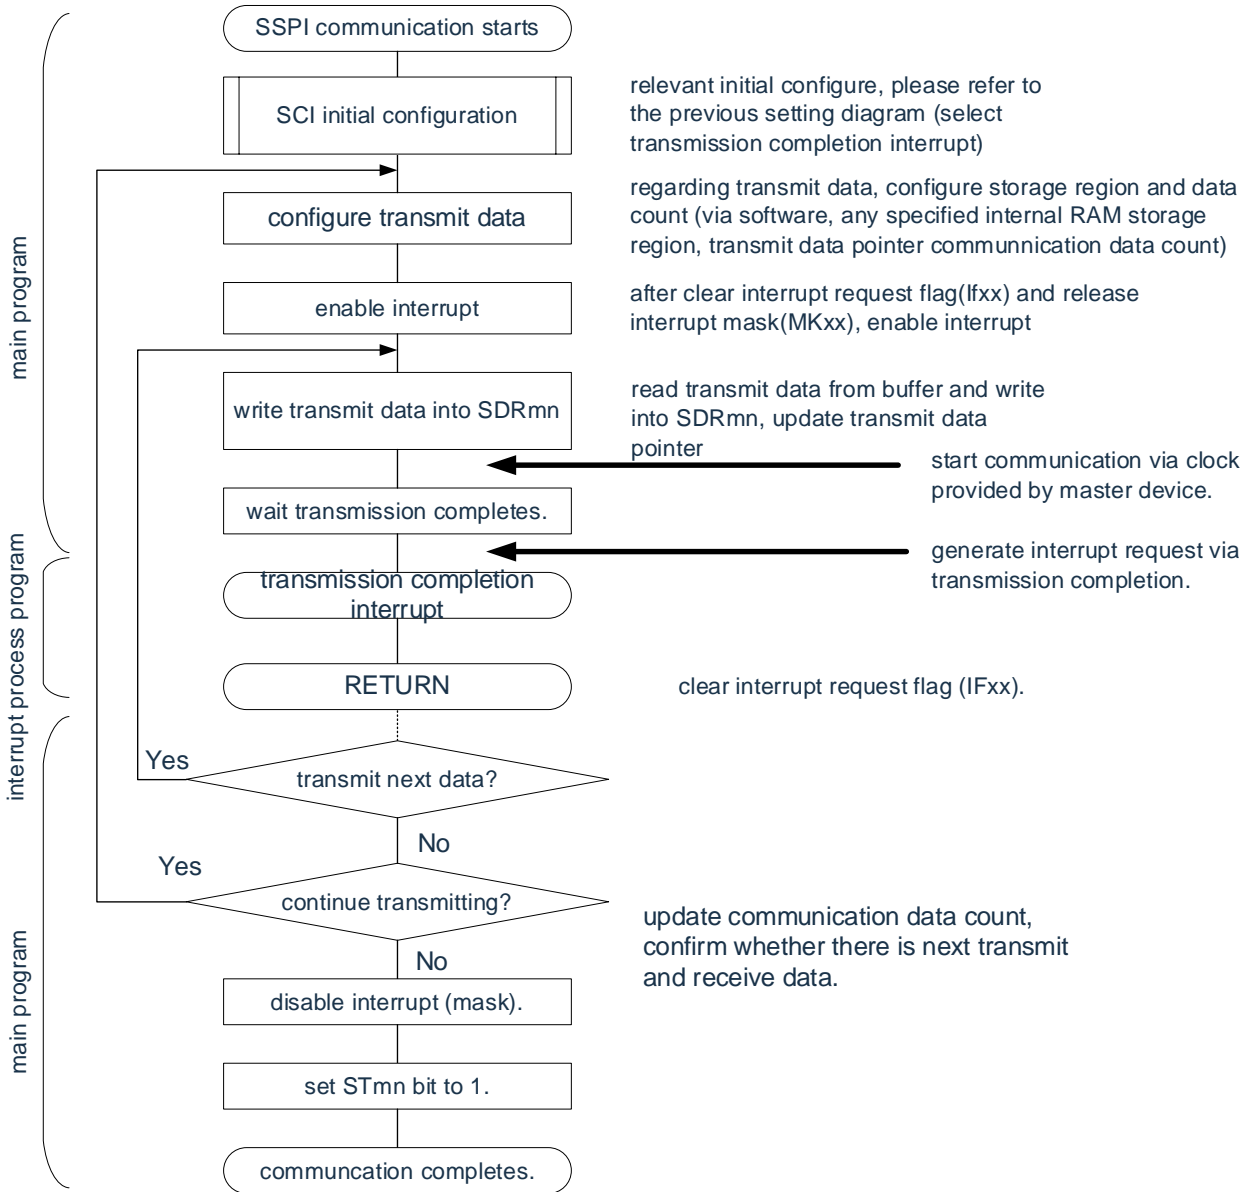 SSPI communication starts
SCI initial configuration
relevant initial configure, please refer to
the previous setting diagram (select
transmission completion interrupt)
configure transmit data
regarding transmit data, configure storage region and data
count (via software, any specified internal RAM storage
region, transmit data pointer communnication data count)
main program
enable interrupt
after clear interrupt request flag(Ifxx) and release
interrupt mask(MKxx), enable interrupt
write transmit data into SDRmn
read transmit data from buffer and write
into SDRmn, update transmit data
pointer
start communication via clock
provided by master device.
wait transmission completes.
generate interrupt request via
transmission completion.
transmission completion
interrupt
interrupt process program
RETURN
clear interrupt request flag (IFxx).
Yes
transmit next data?
No
Yes
continue transmitting?
update communication data count,
confirm whether there is next transmit
and receive data.
No
main program
disable interrupt (mask).
set STmn bit to 1.
communcation completes.